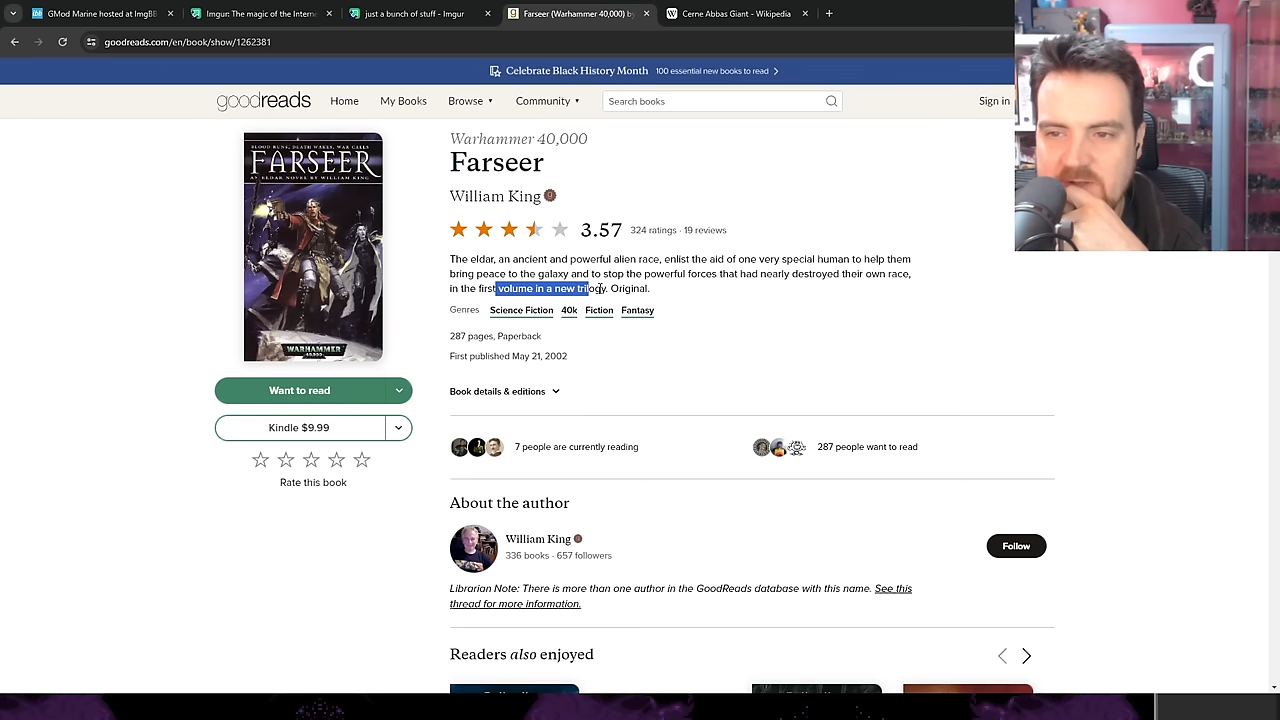 GMod Marine hosted at ImgBB
Imgur: The magic of the Intern
just a bunch of stuff - Imgur
Farseer (Warhammer 40,000) by
Cerne Abbas Giant - Wikipedia
goodreads.com/en/book/show/1262381
Celebrate Black History Month 100 essential new books to read
goodreads Home My Books Browse Community Search books Sign in
BLOOD RUNS, DEATH WAKES, WAR CALLS
FARSEER
AN ELDAR NOVEL BY WILLIAM KING
WARHAMMER
40,000
Want to read
Kindle $9.99
Rate this book
Warhammer 40,000
Farseer
William King
3.57 324 ratings · 19 reviews
The eldar, an ancient and powerful alien race, enlist the aid of one very special human to help them
bring peace to the galaxy and to stop the powerful forces that had nearly destroyed their own race,
in the first volume in a new trilogy. Original.
Genres Science Fiction 40k Fiction Fantasy
287 pages, Paperback
First published May 21, 2002
Book details & editions
7 people are currently reading
287 people want to read
About the author
William King
336 books · 657 followers
Follow
Librarian Note: There is more than one author in the GoodReads database with this name. See this
thread for more information.
Readers also enjoyed